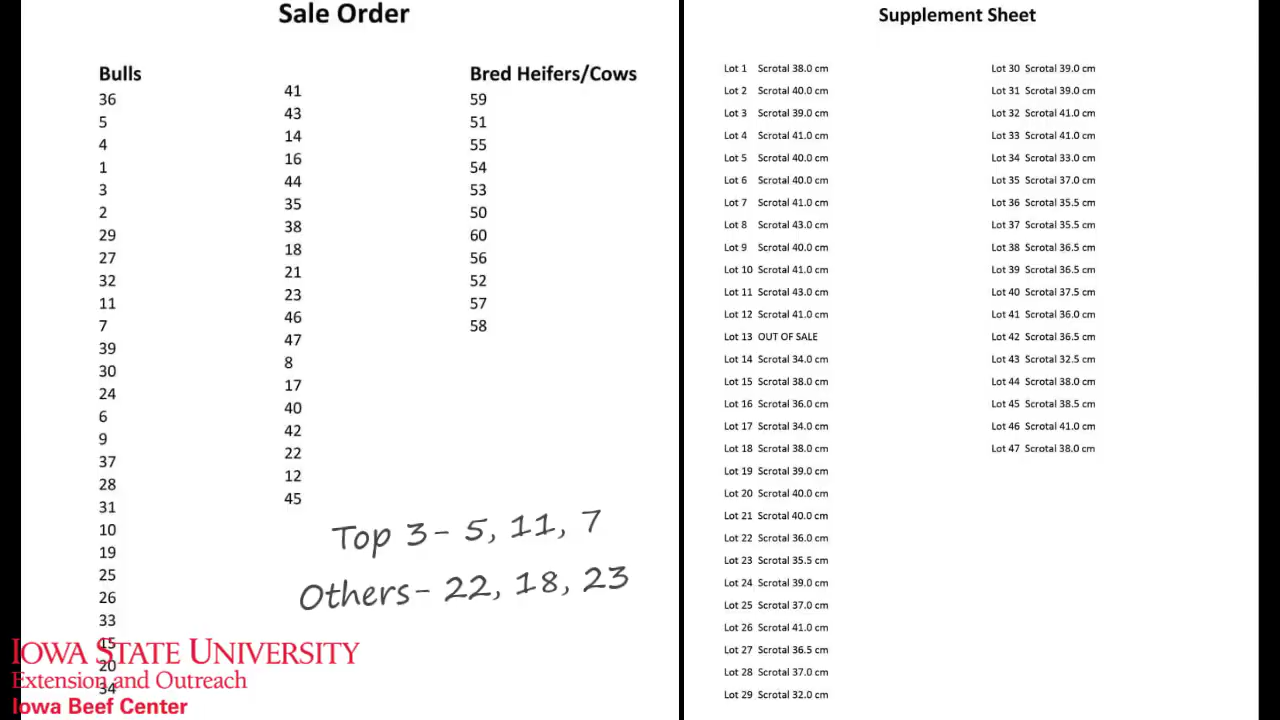 Sale Order
Bulls
36
5
4
1
3
2
29
27
32
11
7
39
30
24
6
9
37
28
31
10
19
25
26
33
15
20
34
41
43
14
16
44
35
38
18
21
23
46
47
8
17
40
42
22
12
45
Bred Heifers/Cows
59
51
55
54
53
50
60
56
52
57
58
Top 3- 5, 11, 7
Others- 22, 18, 23
IOWA STATE UNIVERSITY
Extension and Outreach
Iowa Beef Center
Supplement Sheet
Lot 1 Scrotal 38.0 cm
Lot 2 Scrotal 40.0 cm
Lot 3 Scrotal 39.0 cm
Lot 4 Scrotal 41.0 cm
Lot 5 Scrotal 40.0 cm
Lot 6 Scrotal 40.0 cm
Lot 7 Scrotal 41.0 cm
Lot 8 Scrotal 43.0 cm
Lot 9 Scrotal 40.0 cm
Lot 10 Scrotal 41.0 cm
Lot 11 Scrotal 43.0 cm
Lot 12 Scrotal 41.0 cm
Lot 13 OUT OF SALE
Lot 14 Scrotal 34.0 cm
Lot 15 Scrotal 38.0 cm
Lot 16 Scrotal 36.0 cm
Lot 17 Scrotal 34.0 cm
Lot 18 Scrotal 38.0 cm
Lot 19 Scrotal 39.0 cm
Lot 20 Scrotal 40.0 cm
Lot 21 Scrotal 40.0 cm
Lot 22 Scrotal 36.0 cm
Lot 23 Scrotal 35.5 cm
Lot 24 Scrotal 39.0 cm
Lot 25 Scrotal 37.0 cm
Lot 26 Scrotal 41.0 cm
Lot 27 Scrotal 36.5 cm
Lot 28 Scrotal 37.0 cm
Lot 29 Scrotal 32.0 cm
Lot 30 Scrotal 39.0 cm
Lot 31 Scrotal 39.0 cm
Lot 32 Scrotal 41.0 cm
Lot 33 Scrotal 41.0 cm
Lot 34 Scrotal 33.0 cm
Lot 35 Scrotal 37.0 cm
Lot 36 Scrotal 35.5 cm
Lot 37 Scrotal 35.5 cm
Lot 38 Scrotal 36.5 cm
Lot 39 Scrotal 36.5 cm
Lot 40 Scrotal 37.5 cm
Lot 41 Scrotal 36.0 cm
Lot 42 Scrotal 36.5 cm
Lot 43 Scrotal 32.5 cm
Lot 44 Scrotal 38.0 cm
Lot 45 Scrotal 38.5 cm
Lot 46 Scrotal 41.0 cm
Lot 47 Scrotal 38.0 cm